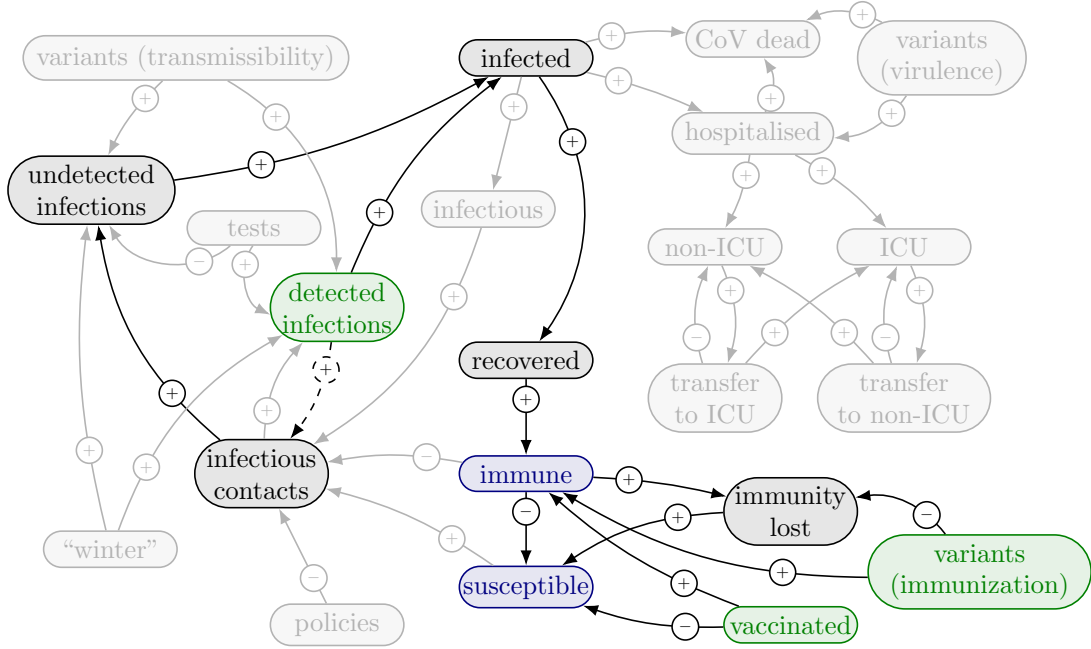 variants (transmissibility)
infected
CoV dead
variants
(virulence)
hospitalised
undetected
infections
tests
infectious
non-ICU
ICU
detected
infections
recovered
transfer
to ICU
transfer
to non-ICU
infectious
contacts
immune
immunity
lost
“winter”
susceptible
variants
(immunization)
policies
vaccinated
+
+
+
+
+
+
+
+
+
+
+
+
+
−
+
+
+
+
+
−
+
+
−
+
+
+
+
−
+
+
+
−
+
−
+
+
−
+
+
−